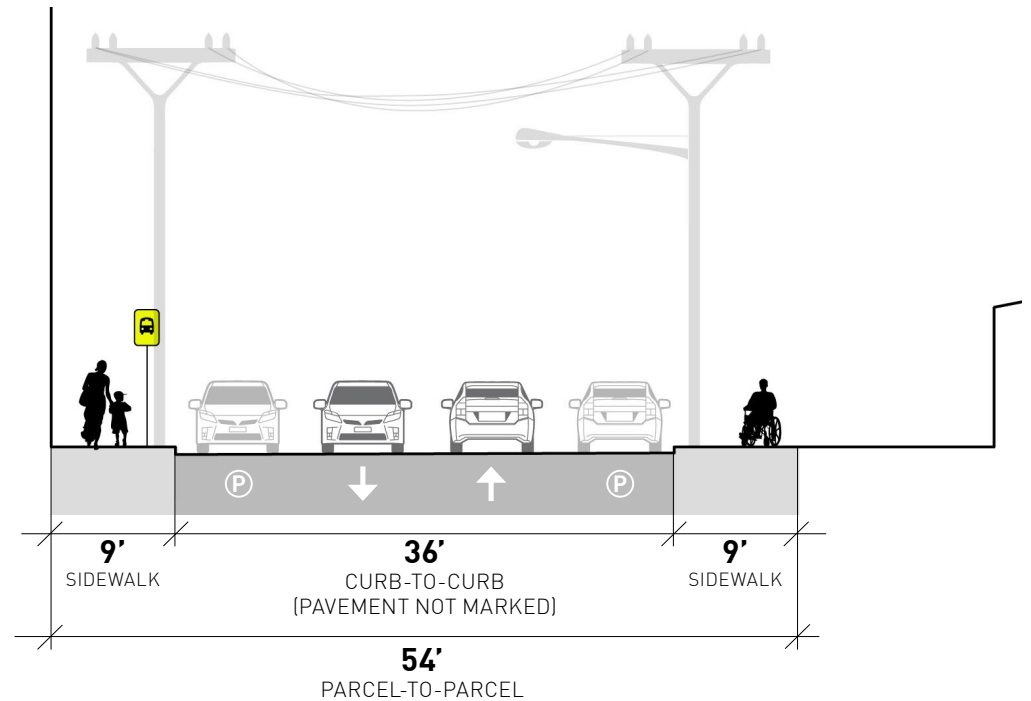 P
P
9’
36’
9’
SIDEWALK
CURB-TO-CURB
SIDEWALK
(PAVEMENT NOT MARKED)
54’
PARCEL-TO-PARCEL